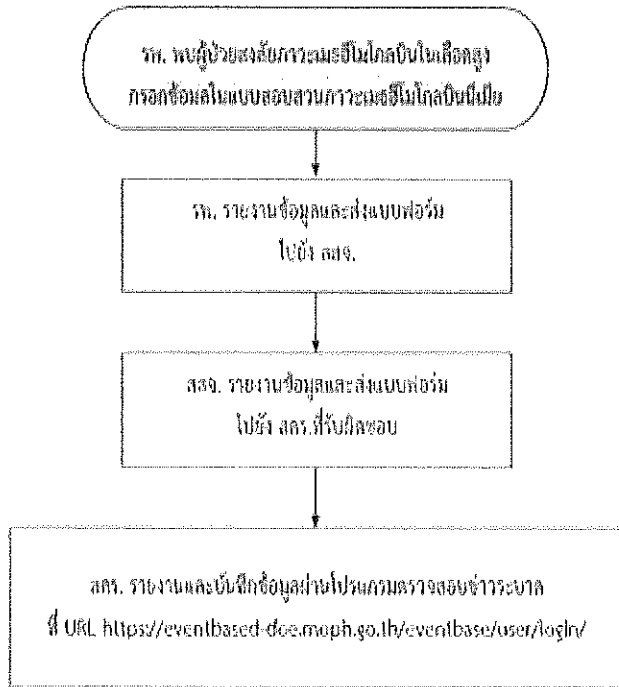 รพ. พบผู้ป่วยสงสัยภาวะเมธฮีโมโกลบินในเลือดสูง
กรอกข้อมูลในแบบสอบสวนภาวะเมธฮีโมโกลบินนีเมีย
รพ. รายงานข้อมูลและส่งแบบฟอร์ม
ไปยัง สสจ.
สสจ. รายงานข้อมูลและส่งแบบฟอร์ม
ไปยัง สคร.ที่รับผิดชอบ
สคร. รายงานและบันทึกข้อมูลผ่านโปรแกรมตรวจสอบข่าวระบาด
ที่ URL https://eventbased-doe.moph.go.th/eventbase/user/login/